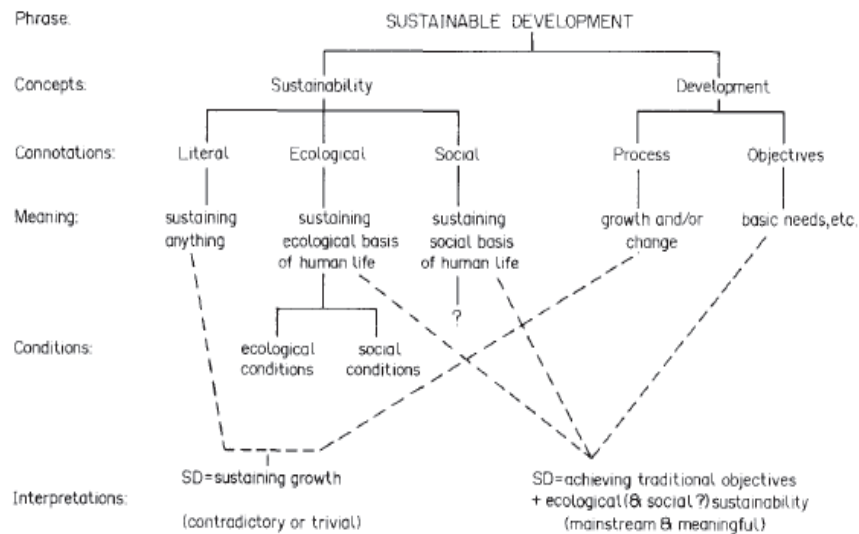 Phrase: SUSTAINABLE DEVELOPMENT
Concepts: Sustainability Development
Connotations: Literal Ecological Social Process Objectives
Meaning: sustaining sustaining sustaining growth and/or basic needs,etc.
anything ecological basis social basis change
of human life of human life
?
Conditions: ecological social
conditions conditions
SD=sustaining growth SD=achieving traditional objectives
Interpretations: + ecological(& social ?) sustainability
(contradictory or trivial) (mainstream & meaningful)